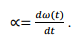 ∝= dω(t)/dt .